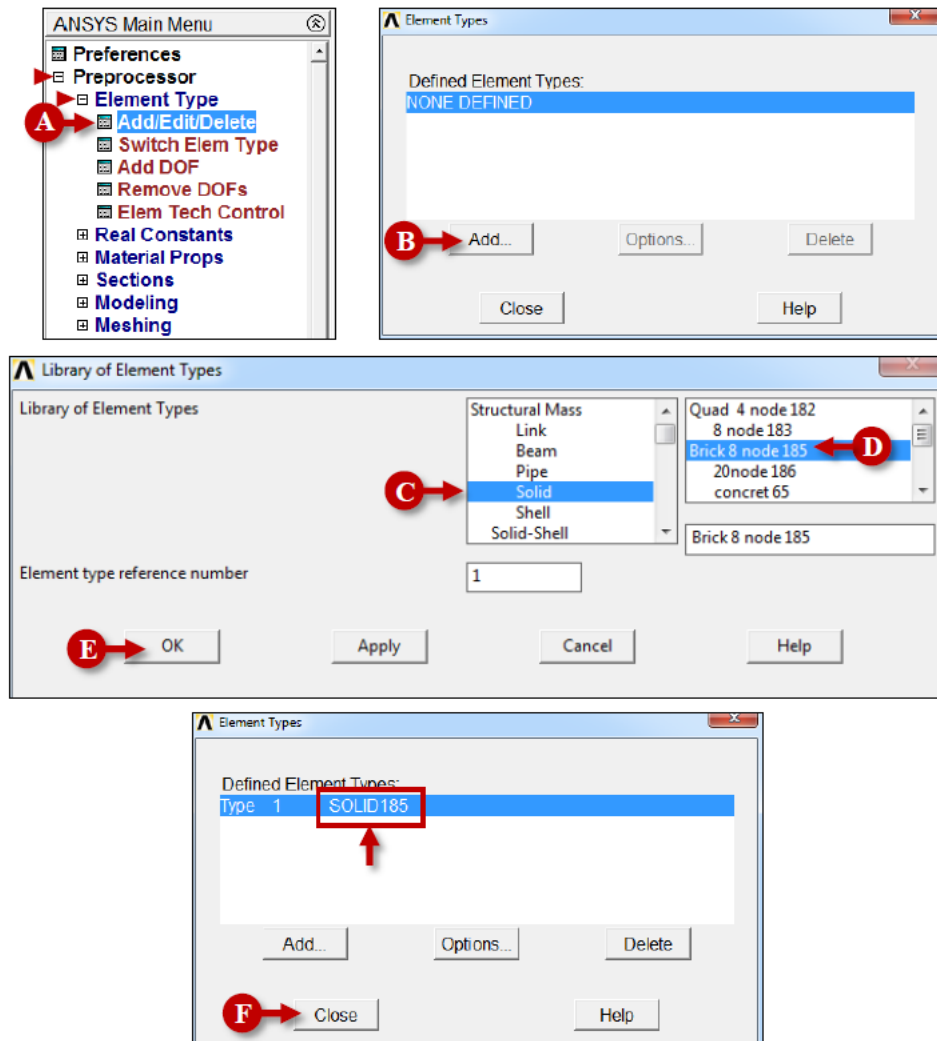 ANSYS Main Menu
Preferences
Preprocessor
Element Type
A
Add/Edit/Delete
Switch Elem Type
Add DOF
Remove DOFs
Elem Tech Control
Real Constants
Material Props
Sections
Modeling
Meshing
Element Types
Defined Element Types:
NONE DEFINED
B
Add...
Options...
Delete
Close
Help
Library of Element Types
Library of Element Types
Structural Mass
Link
Beam
Pipe
C
Solid
Shell
Solid-Shell
Quad 4 node 182
8 node 183
Brick 8 node 185
D
20node 186
concret 65
Brick 8 node 185
Element type reference number
1
E
OK
Apply
Cancel
Help
Element Types
Defined Element Types:
Type 1 SOLID185
Add...
Options...
Delete
F
Close
Help